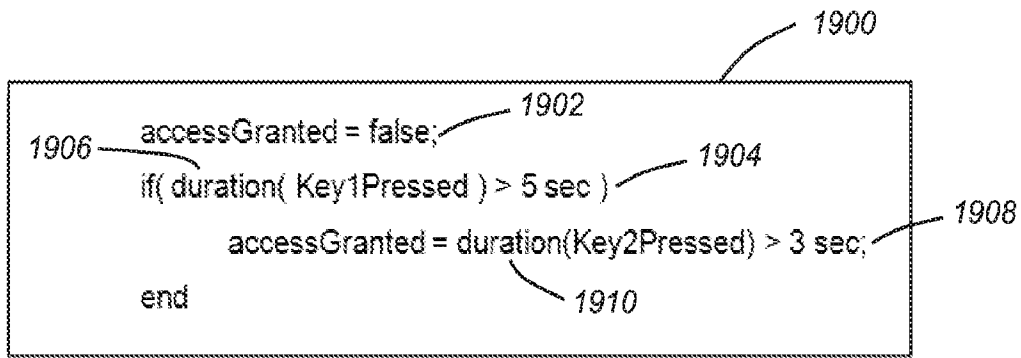 1900
accessGranted = false; 1902
1906
if( duration( Key1Pressed ) > 5 sec ) 1904
accessGranted = duration(Key2Pressed) > 3 sec; 1908
end
1910